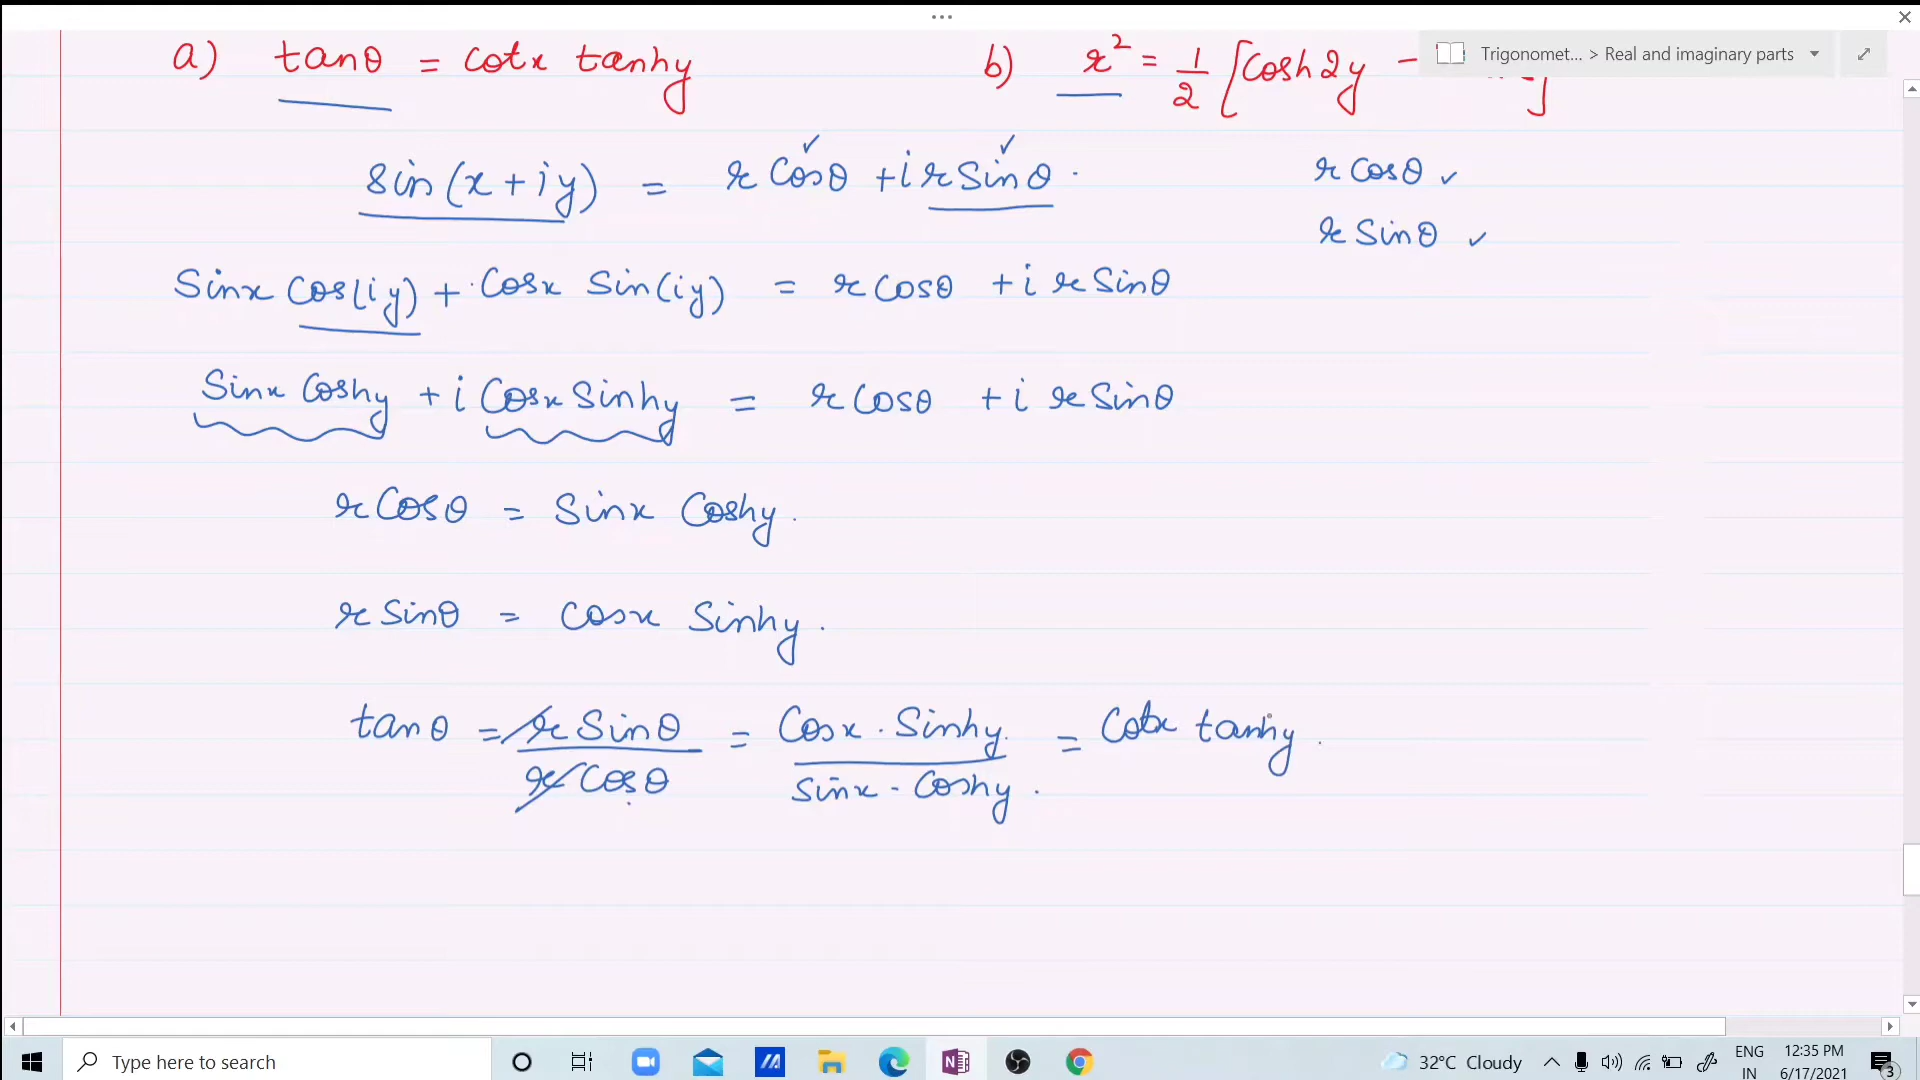 a) tanθ = cotx tanhy b) r² = 1/2 [Cosh2y -
Trigonomet... > Real and imaginary parts
sin(x+iy) = r Cosθ + i r Sinθ . r Cosθ ✓
r Sinθ ✓
Sinx Cos(iy) + Cosx Sin(iy) = r Cosθ + i r Sinθ
Sinx Coshy + i Cosx Sinhy = r Cosθ + i r Sinθ
r Cosθ = Sinx Coshy .
r Sinθ = Cosx Sinhy .
tanθ = r Sinθ / r Cosθ = Cosx . Sinhy / Sinx . Coshy . = Cotx tanhy .
Type here to search
32°C Cloudy
ENG
IN
12:35 PM
6/17/2021
3